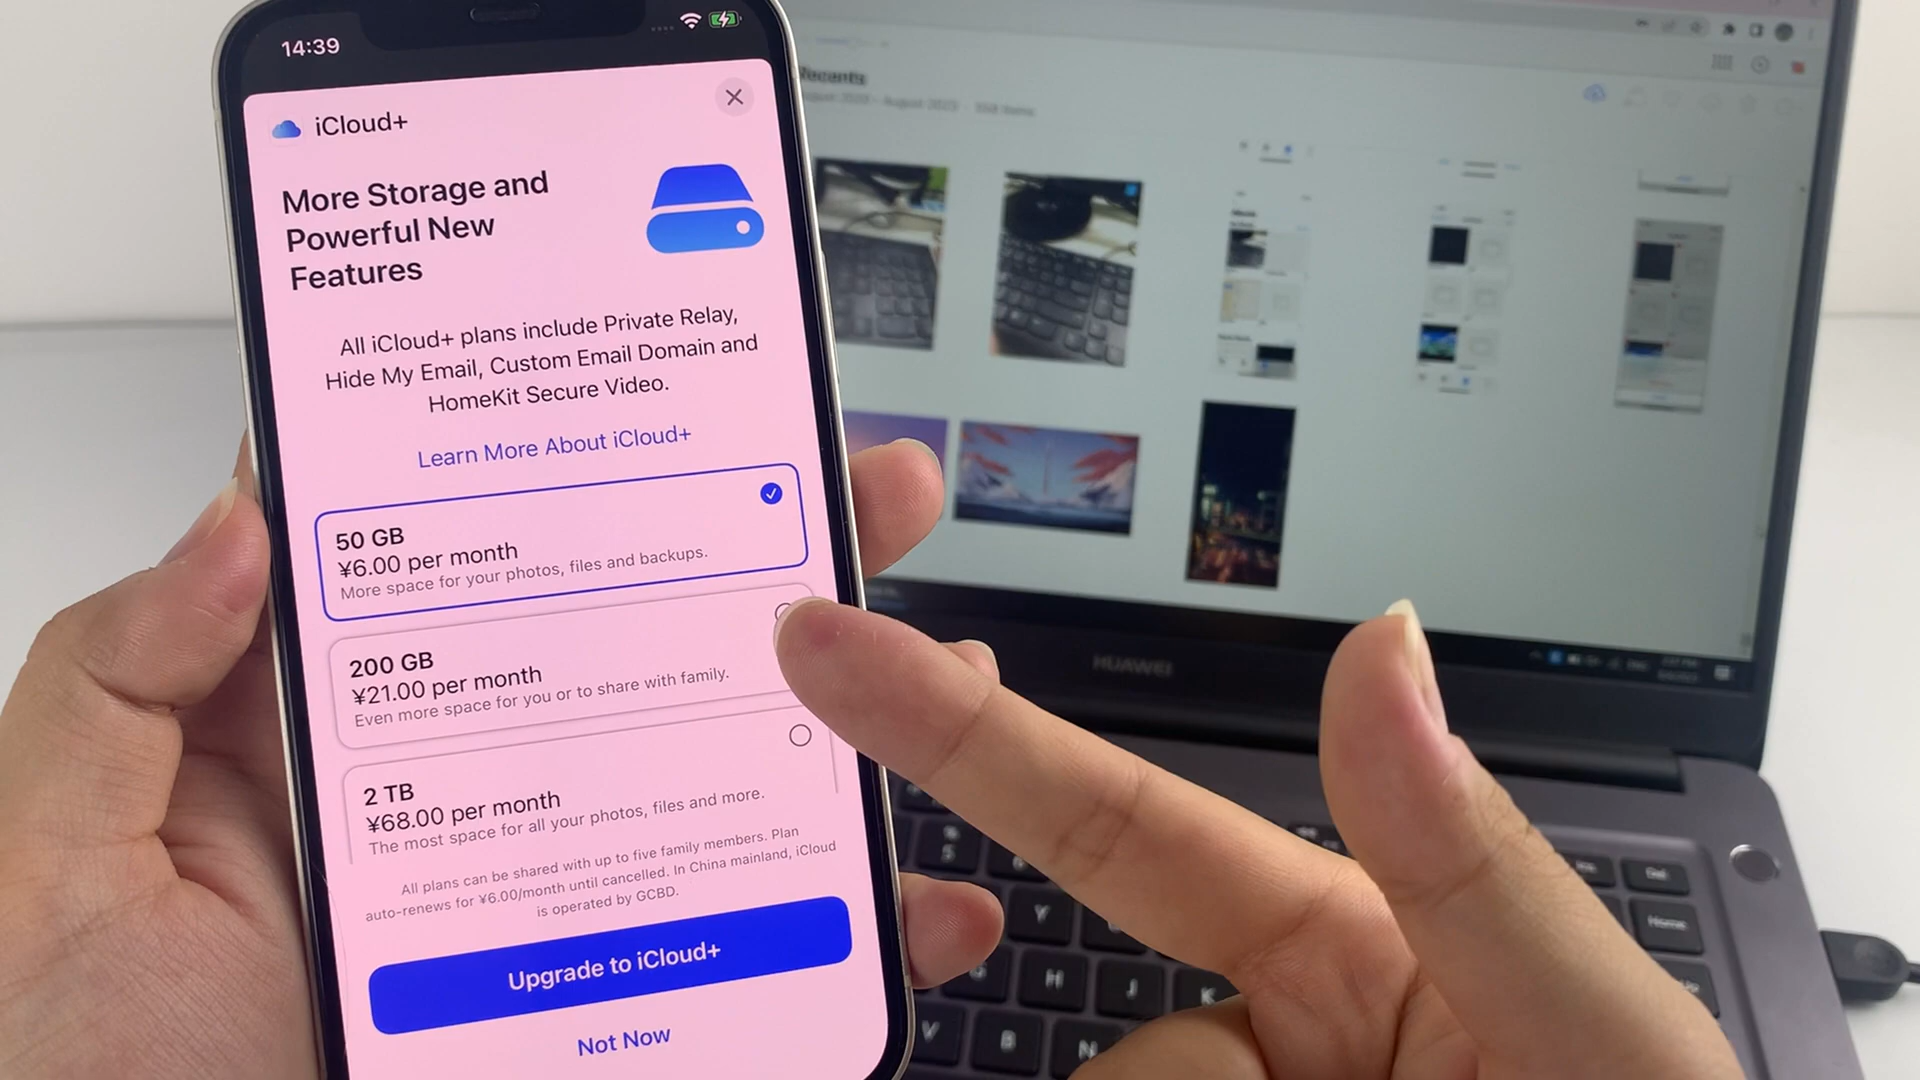 14:39
iCloud+
More Storage and
Powerful New
Features
All iCloud+ plans include Private Relay,
Hide My Email, Custom Email Domain and
HomeKit Secure Video.
Learn More About iCloud+
50 GB
¥6.00 per month
More space for your photos, files and backups.
200 GB
¥21.00 per month
Even more space for you or to share with family.
2 TB
¥68.00 per month
The most space for all your photos, files and more.
All plans can be shared with up to five family members. Plan
auto-renews for ¥6.00/month until cancelled. In China mainland, iCloud
is operated by GCBD.
Upgrade to iCloud+
Not Now
Recents
HUAWEI
Del
5
Y
Home
G
H
J
K
V
B
N